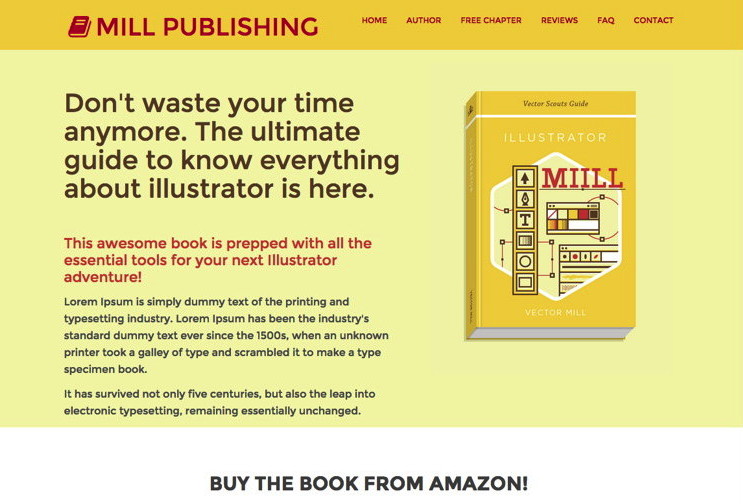 MILL PUBLISHING
HOME AUTHOR FREE CHAPTER REVIEWS FAQ CONTACT
Don't waste your time
anymore. The ultimate
guide to know everything
about illustrator is here.
This awesome book is prepped with all the
essential tools for your next Illustrator
adventure!
Lorem Ipsum is simply dummy text of the printing and
typesetting industry. Lorem Ipsum has been the industry's
standard dummy text ever since the 1500s, when an unknown
printer took a galley of type and scrambled it to make a type
specimen book.
It has survived not only five centuries, but also the leap into
electronic typesetting, remaining essentially unchanged.
Vector Scouts Guide
ILLUSTRATOR
MIILL
T
VECTOR MILL
BUY THE BOOK FROM AMAZON!